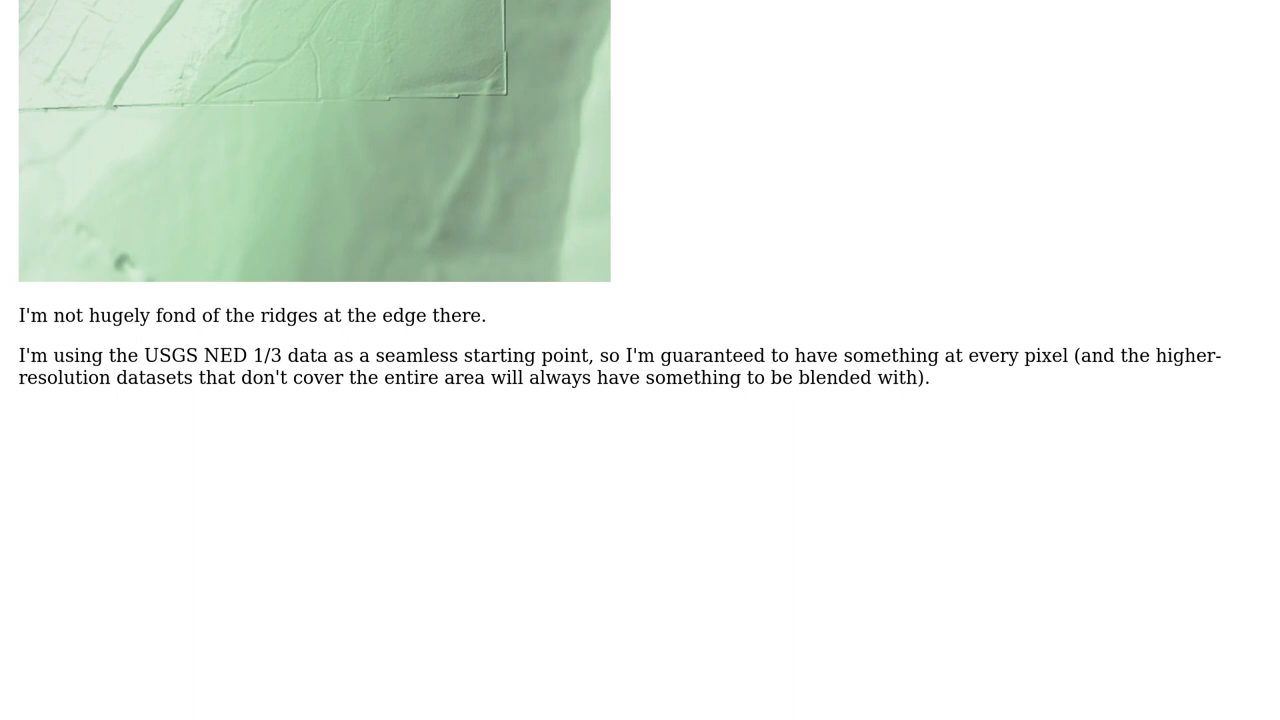 I'm not hugely fond of the ridges at the edge there.
I'm using the USGS NED 1/3 data as a seamless starting point, so I'm guaranteed to have something at every pixel (and the higher-
resolution datasets that don't cover the entire area will always have something to be blended with).